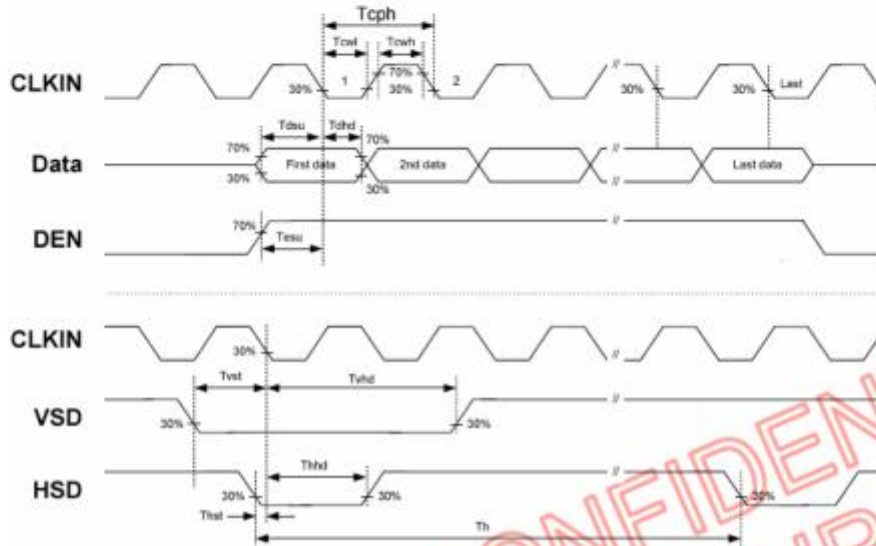 Tcph
Tcwl Tcwh
CLKIN 30% 1 70% 30% 2 // 30% 30% Last
Tdsu Tdhd
70% 70%
Data First data 2nd data // Last data
30% 30%
DEN 70% //
Tesu
CLKIN 30% //
Tvst Tvhd
VSD 30% 30% //
Thhd
HSD 30% 30% // 30%
Thst
Th